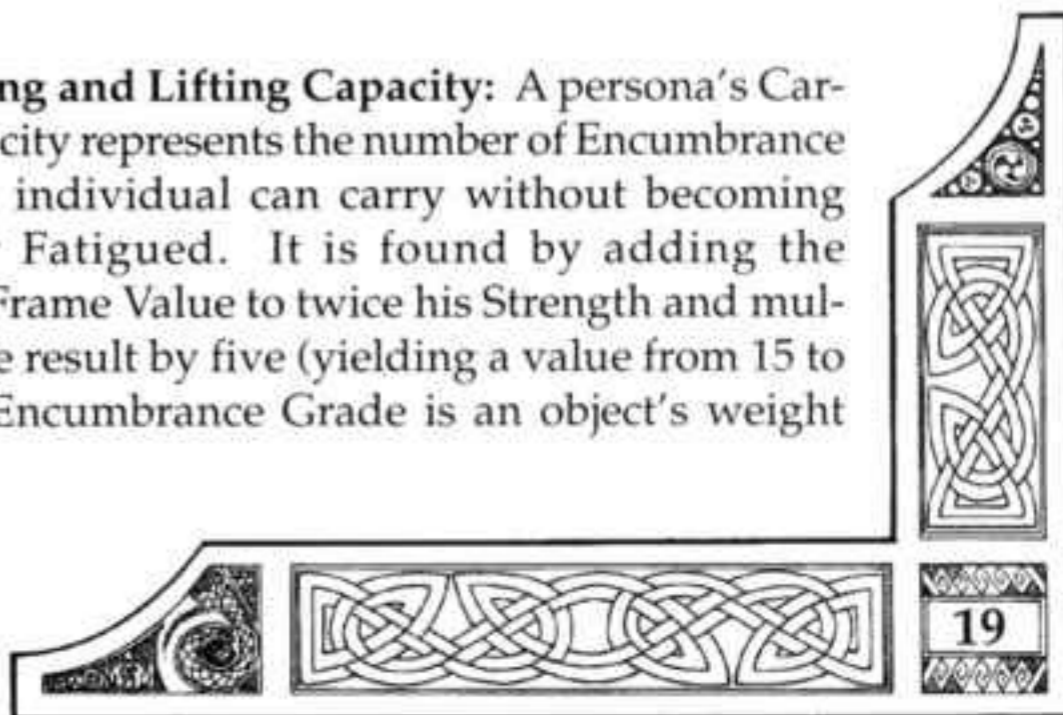 ng and Lifting Capacity: A persona's Car-
city represents the number of Encumbrance
individual can carry without becoming
Fatigued. It is found by adding the
Frame Value to twice his Strength and mul-
e result by five (yielding a value from 15 to
Encumbrance Grade is an object's weight
19